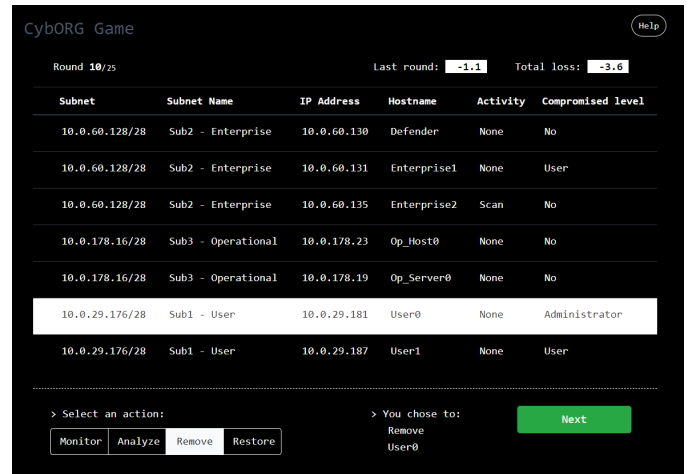 CybORG Game
Help
Round 10/25
Last round: -1.1 Total loss: -3.6
Subnet Subnet Name IP Address Hostname Activity Compromised level
10.0.60.128/28 Sub2 - Enterprise 10.0.60.130 Defender None No
10.0.60.128/28 Sub2 - Enterprise 10.0.60.131 Enterprise1 None User
10.0.60.128/28 Sub2 - Enterprise 10.0.60.135 Enterprise2 Scan No
10.0.178.16/28 Sub3 - Operational 10.0.178.23 Op_Host0 None No
10.0.178.16/28 Sub3 - Operational 10.0.178.19 Op_Server0 None No
10.0.29.176/28 Sub1 - User 10.0.29.181 User0 None Administrator
10.0.29.176/28 Sub1 - User 10.0.29.187 User1 None User
> Select an action:
Monitor Analyze Remove Restore
> You chose to:
Remove
User0
Next